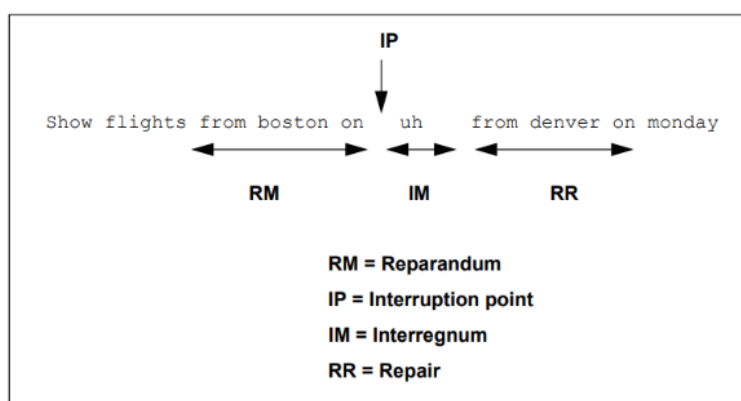 IP
Show flights from boston on uh from denver on monday
RM IM RR
RM = Reparandum
IP = Interruption point
IM = Interregnum
RR = Repair